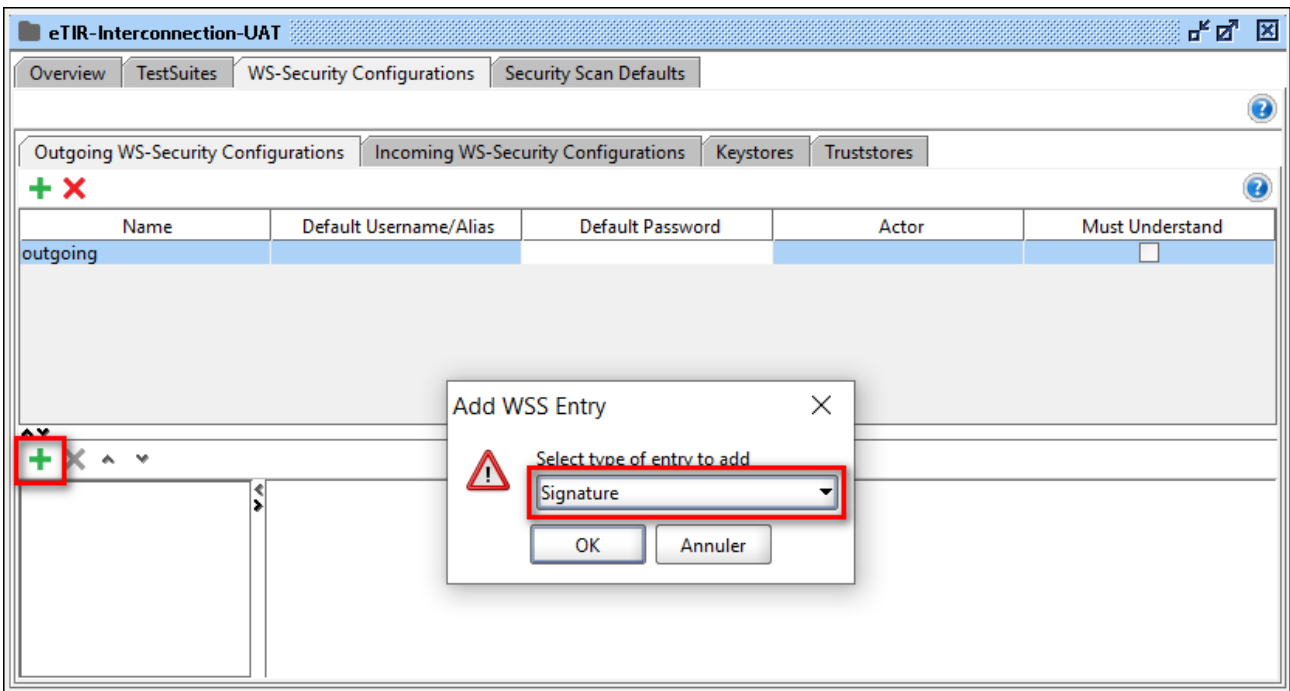 eTIR-Interconnection-UAT
Overview TestSuites WS-Security Configurations Security Scan Defaults
Outgoing WS-Security Configurations Incoming WS-Security Configurations Keystores Truststores
Name Default Username/Alias Default Password Actor Must Understand
outgoing
Add WSS Entry
Select type of entry to add
Signature
OK Annuler